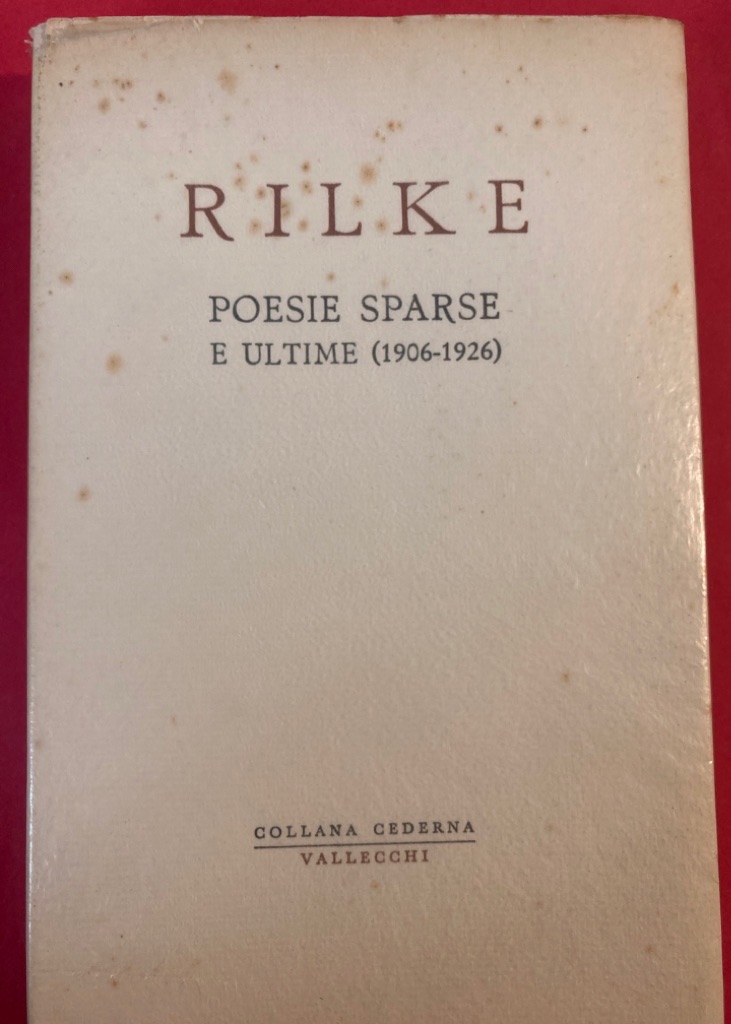 RILKE
POESIE SPARSE
E ULTIME (1906-1926)
COLLANA CEDERNA
VALLECCHI